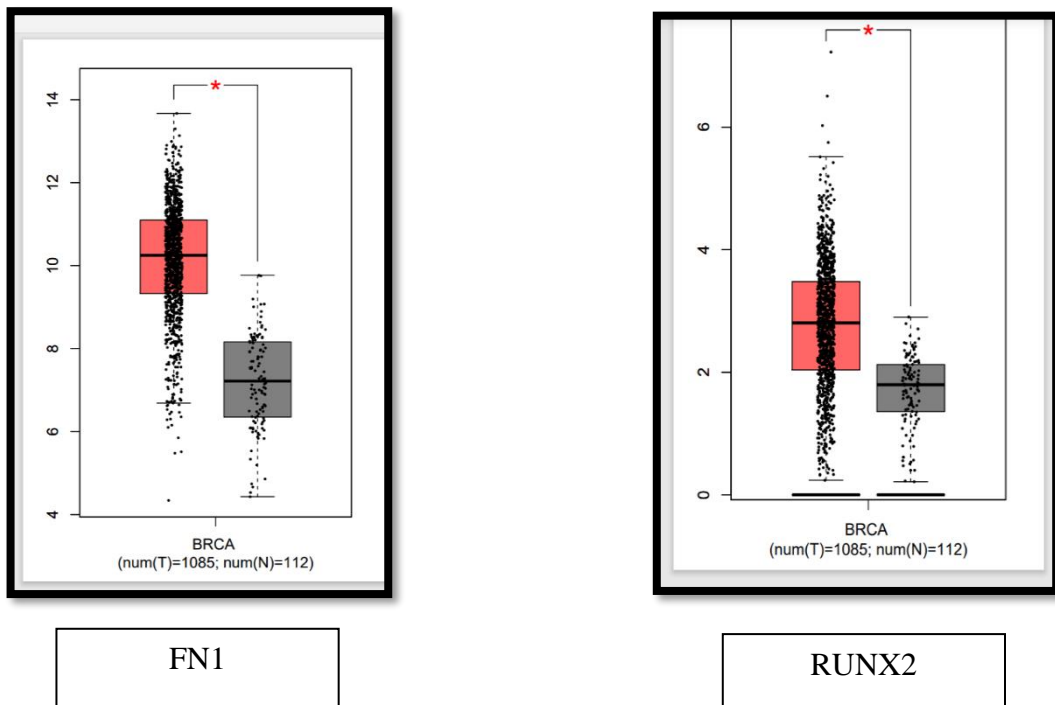 *
14
12
10
8
6
4
BRCA
(num(T)=1085; num(N)=112)
FN1
*
6
4
2
0
BRCA
(num(T)=1085; num(N)=112)
RUNX2